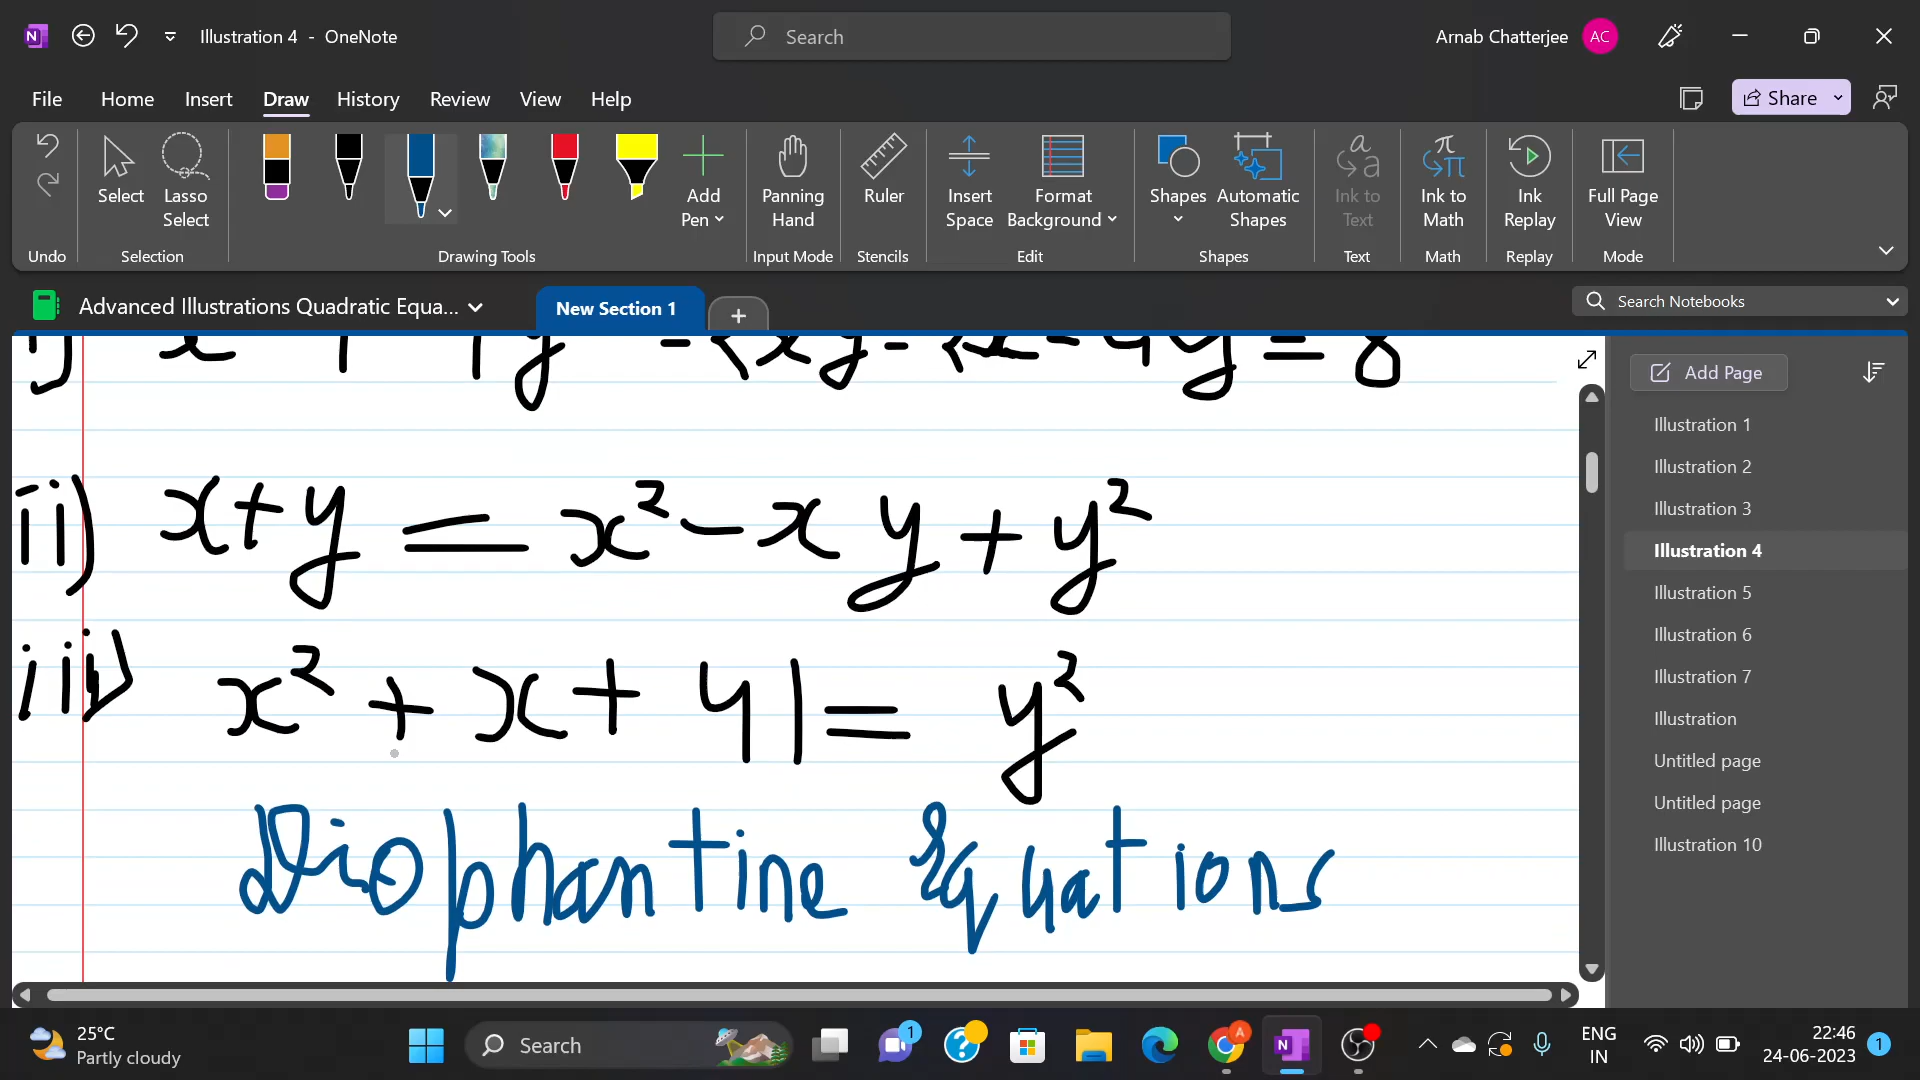 Illustration 4 - OneNote
Search
Arnab Chatterjee
AC
File Home Insert Draw History Review View Help
Share
Select
Lasso Select
Add Pen
Panning Hand
Ruler
Insert Space
Format Background
Shapes
Automatic Shapes
Ink to Text
Ink to Math
Ink Replay
Full Page View
Undo Selection Drawing Tools Input Mode Stencils Edit Shapes Text Math Replay Mode
Advanced Illustrations Quadratic Equa...
New Section 1
Search Notebooks
ii) x+y = x²-xy+y²
iii) x²+x+41= y²
Diophantine Equations
Add Page
Illustration 1
Illustration 2
Illustration 3
Illustration 4
Illustration 5
Illustration 6
Illustration 7
Illustration
Untitled page
Untitled page
Illustration 10
25°C
Partly cloudy
Search
1
A
ENG
IN
22:46
24-06-2023
1